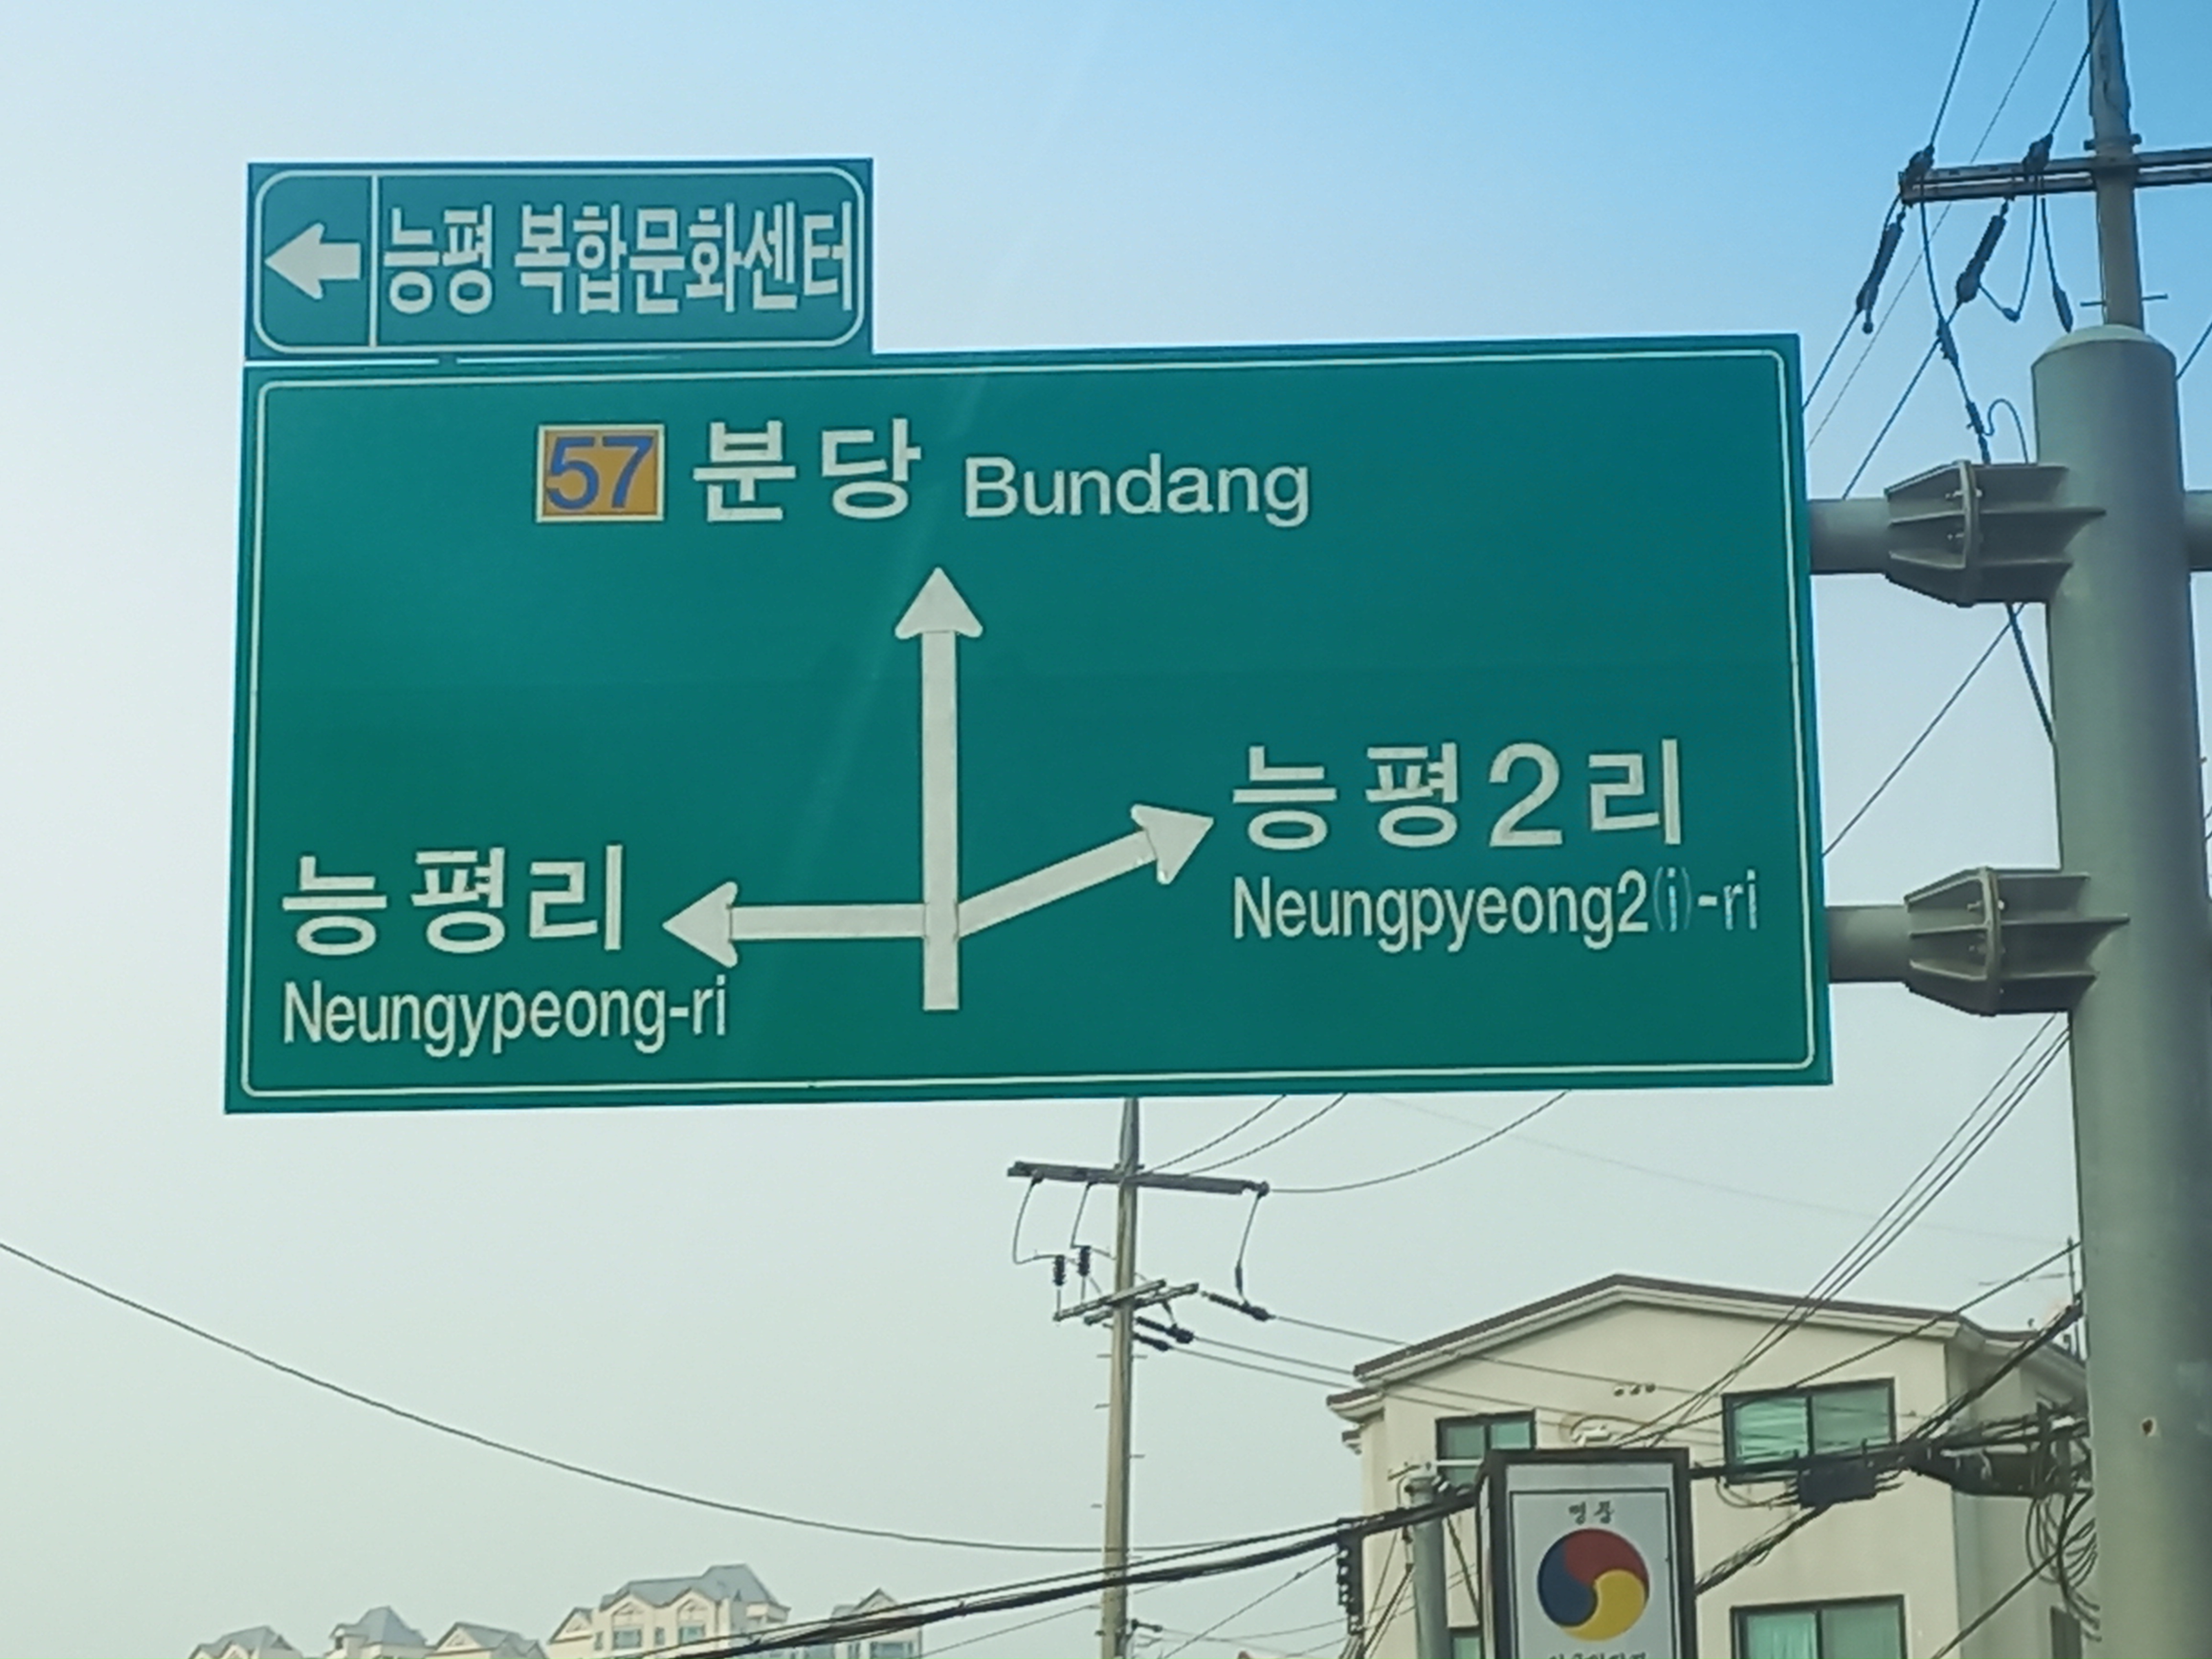 능평 복합문화센터
57 분당 Bundang
능평2리
Neungpyeong2(i)-ri
능평리
Neungypeong-ri